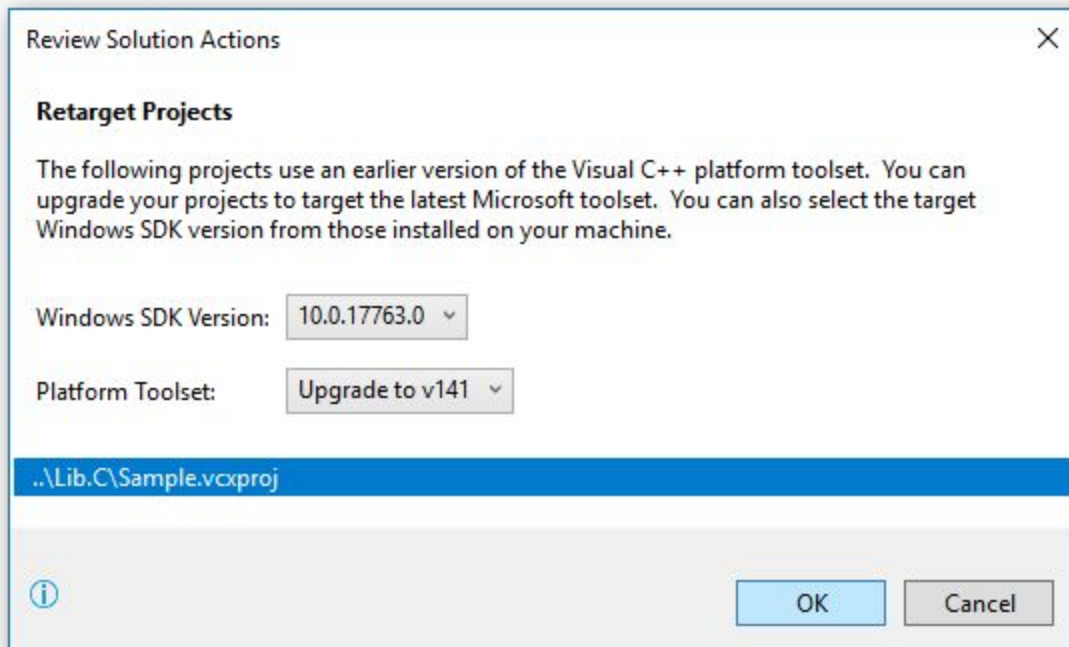 Review Solution Actions
Retarget Projects
The following projects use an earlier version of the Visual C++ platform toolset.  You can
upgrade your projects to target the latest Microsoft toolset.  You can also select the target
Windows SDK version from those installed on your machine.
Windows SDK Version: 10.0.17763.0
Platform Toolset: Upgrade to v141
..\Lib.C\Sample.vcxproj
OK Cancel